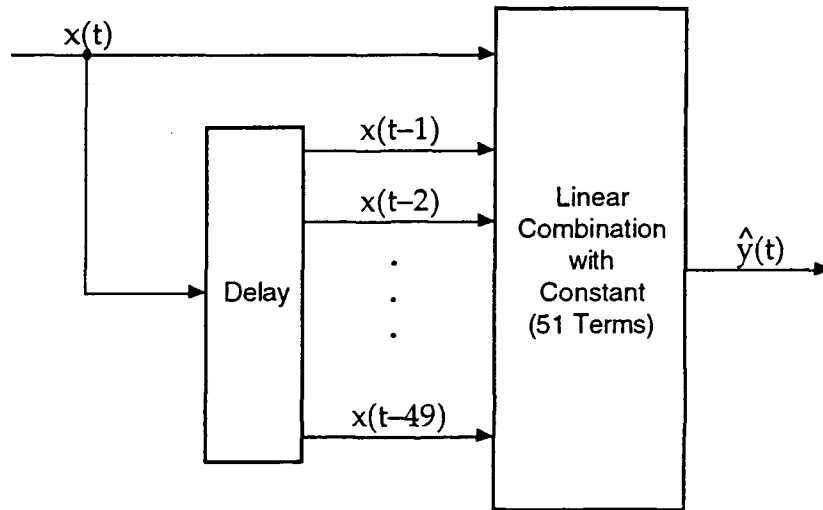 x(t)
x(t–1)
x(t–2)
Delay
x(t–49)
Linear
Combination
with
Constant
(51 Terms)
ŷ(t)